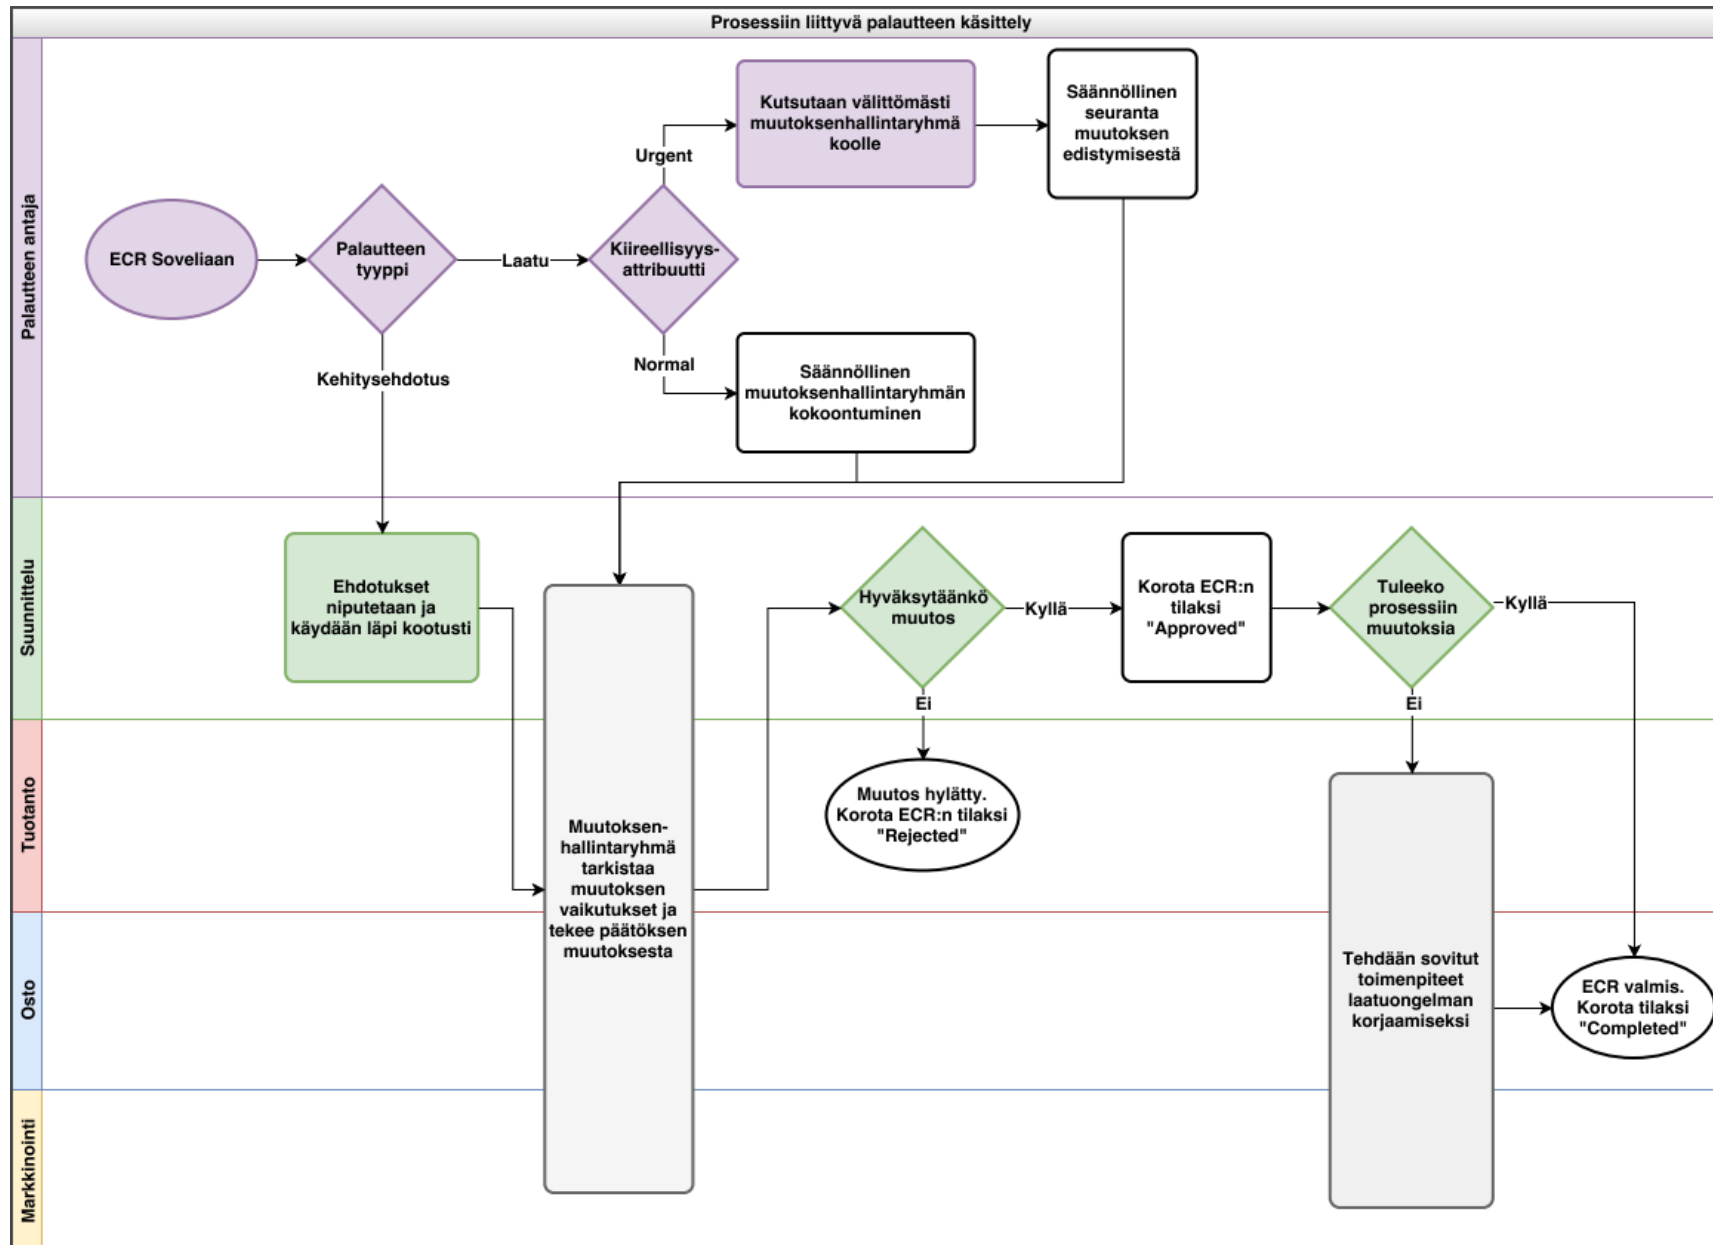 Prosessiin liittyvä palautteen käsittely
Palautteen antaja
Kutsutaan välittömästi
muutoksenhallintaryhmä
koolle
Säännöllinen
seuranta
muutoksen
edistymisestä
Urgent
ECR Soveliaan
Palautteen
tyyppi
Laatu
Kiireellisyys-
attribuutti
Normal
Kehitysehdotus
Säännöllinen
muutoksenhallintaryhmän
kokoontuminen
Suunnittelu
Ehdotukset
niputetaan ja
käydään läpi kootusti
Hyväksytäänkö
muutos
Kyllä
Korota ECR:n
tilaksi
"Approved"
Tuleeko
prosessiin
muutoksia
Kyllä
Ei
Ei
Tuotanto
Muutoksen-
hallintaryhmä
tarkistaa
muutoksen
vaikutukset ja
tekee päätöksen
muutoksesta
Muutos hylätty.
Korota ECR:n tilaksi
"Rejected"
Osto
Tehdään sovitut
toimenpiteet
laatuongelman
korjaamiseksi
ECR valmis.
Korota tilaksi
"Completed"
Markkinointi